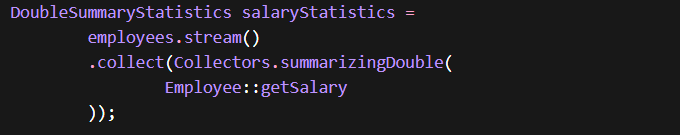 DoubleSummaryStatistics salaryStatistics =
        employees.stream()
        .collect(Collectors.summarizingDouble(
                Employee::getSalary
        ));